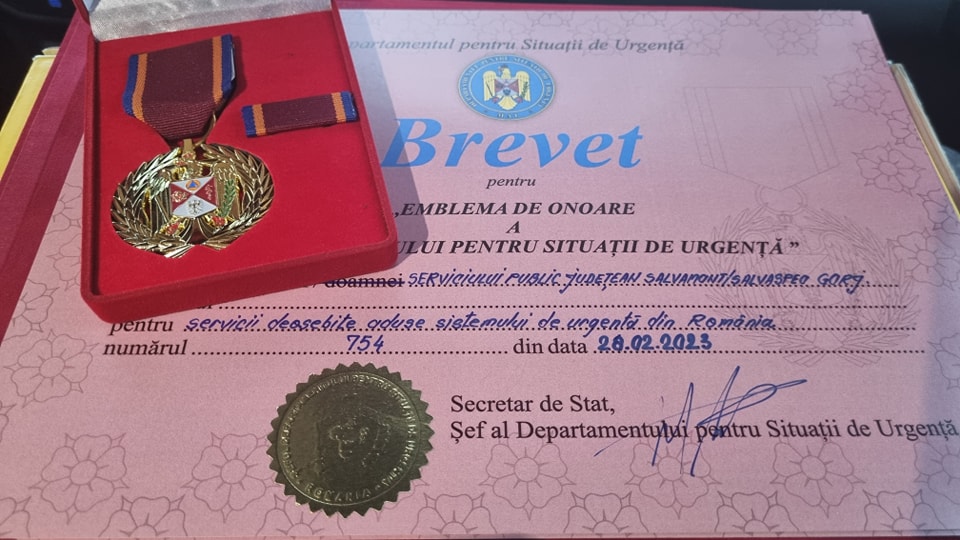 Departamentul pentru Situații de Urgență
Brevet
pentru
„EMBLEMA DE ONOARE
A
ULUI PENTRU SITUAȚII DE URGENȚĂ”
doamnei SERVICIULUI PUBLIC JUDEȚEAN SALVAMONT/SALVASPEO GORJ
pentru servicii deosebite aduse sistemului de urgență din România
numărul 754 din data 20.02.2023
Secretar de Stat,
Șef al Departamentului pentru Situații de Urgență
ROMANIA